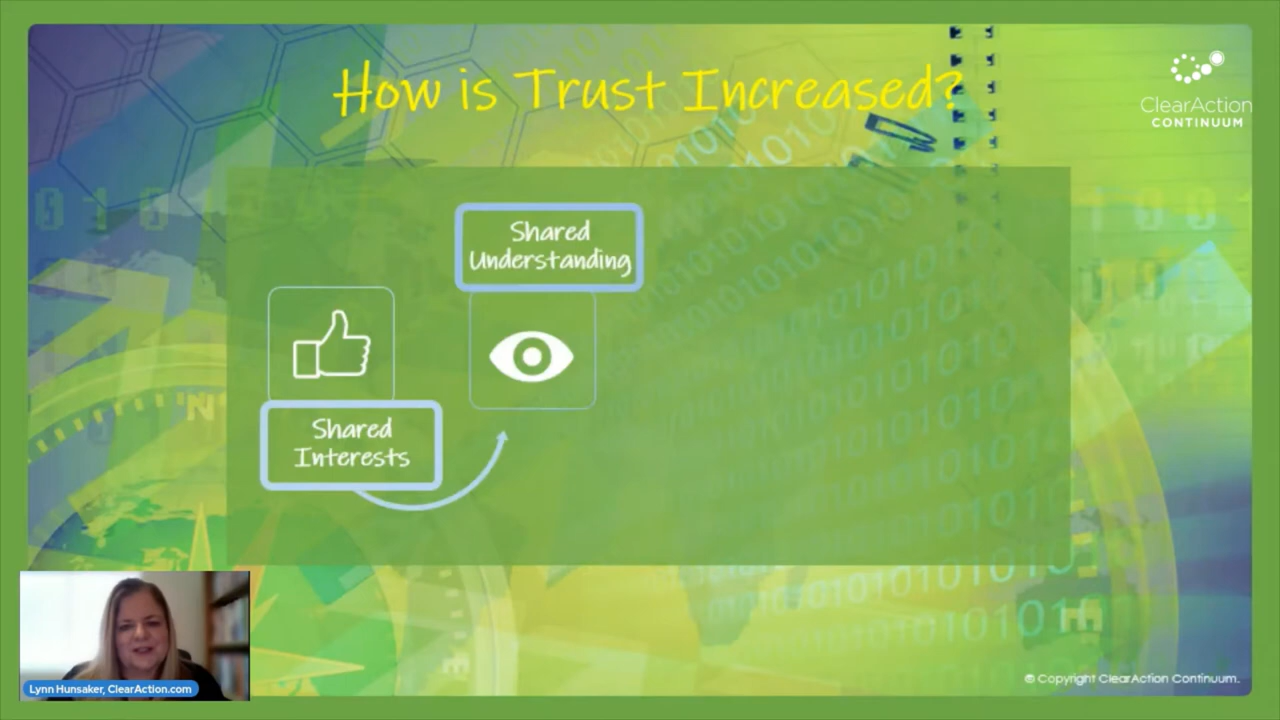 How is Trust Increased?
ClearAction
CONTINUUM
Shared
Understanding
Shared
Interests
N
E
Lynn Hunsaker, ClearAction.com
© Copyright ClearAction Continuum.